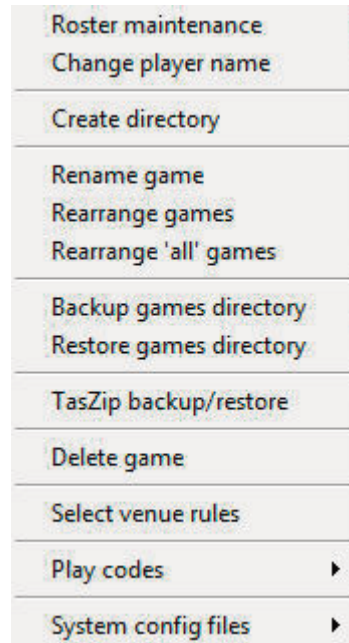 Roster maintenance
Change player name
Create directory
Rename game
Rearrange games
Rearrange 'all' games
Backup games directory
Restore games directory
TasZip backup/restore
Delete game
Select venue rules
Play codes
System config files